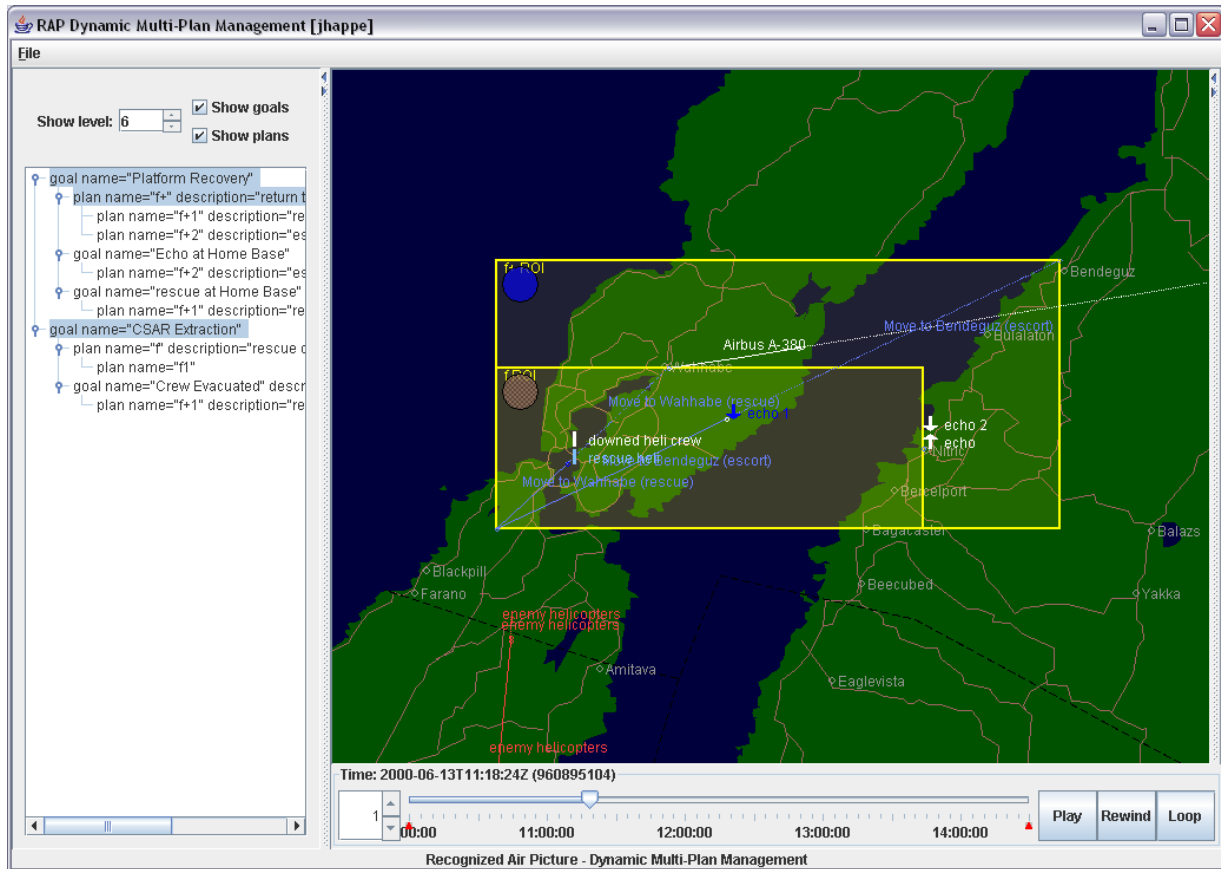 RAP Dynamic Multi-Plan Management [jhappe]
File
Show level: 6
Show goals
Show plans
goal name="Platform Recovery"
plan name="f+" description="return t
plan name="f+1" description="re
plan name="f+2" description="es
goal name="Echo at Home Base"
plan name="f+2" description="es
goal name="rescue at Home Base"
plan name="f+1" description="re
goal name="CSAR Extraction"
plan name="f" description="rescue c
plan name="f1"
goal name="Crew Evacuated" descr
plan name="f+1" description="re
f+ ROI
Bendeguz
Move to Bendeguz (escort)
Bulalaton
Airbus A-380
Wahhabe
f ROI
Move to Wahhabe (rescue)
echo 1
echo 2
echo
downed heli crew
Nitric
rescue heli
Move to Bendeguz (escort)
Move to Wahhabe (rescue)
Bercelport
Bagacaster
Balazs
Blackpill
Farano
Beecubed
Yakka
enemy helicopters
enemy helicopters
Amitava
Eaglevista
enemy helicopters
Time: 2000-06-13T11:18:24Z (960895104)
1
00:00 11:00:00 12:00:00 13:00:00 14:00:00
Play Rewind Loop
Recognized Air Picture - Dynamic Multi-Plan Management